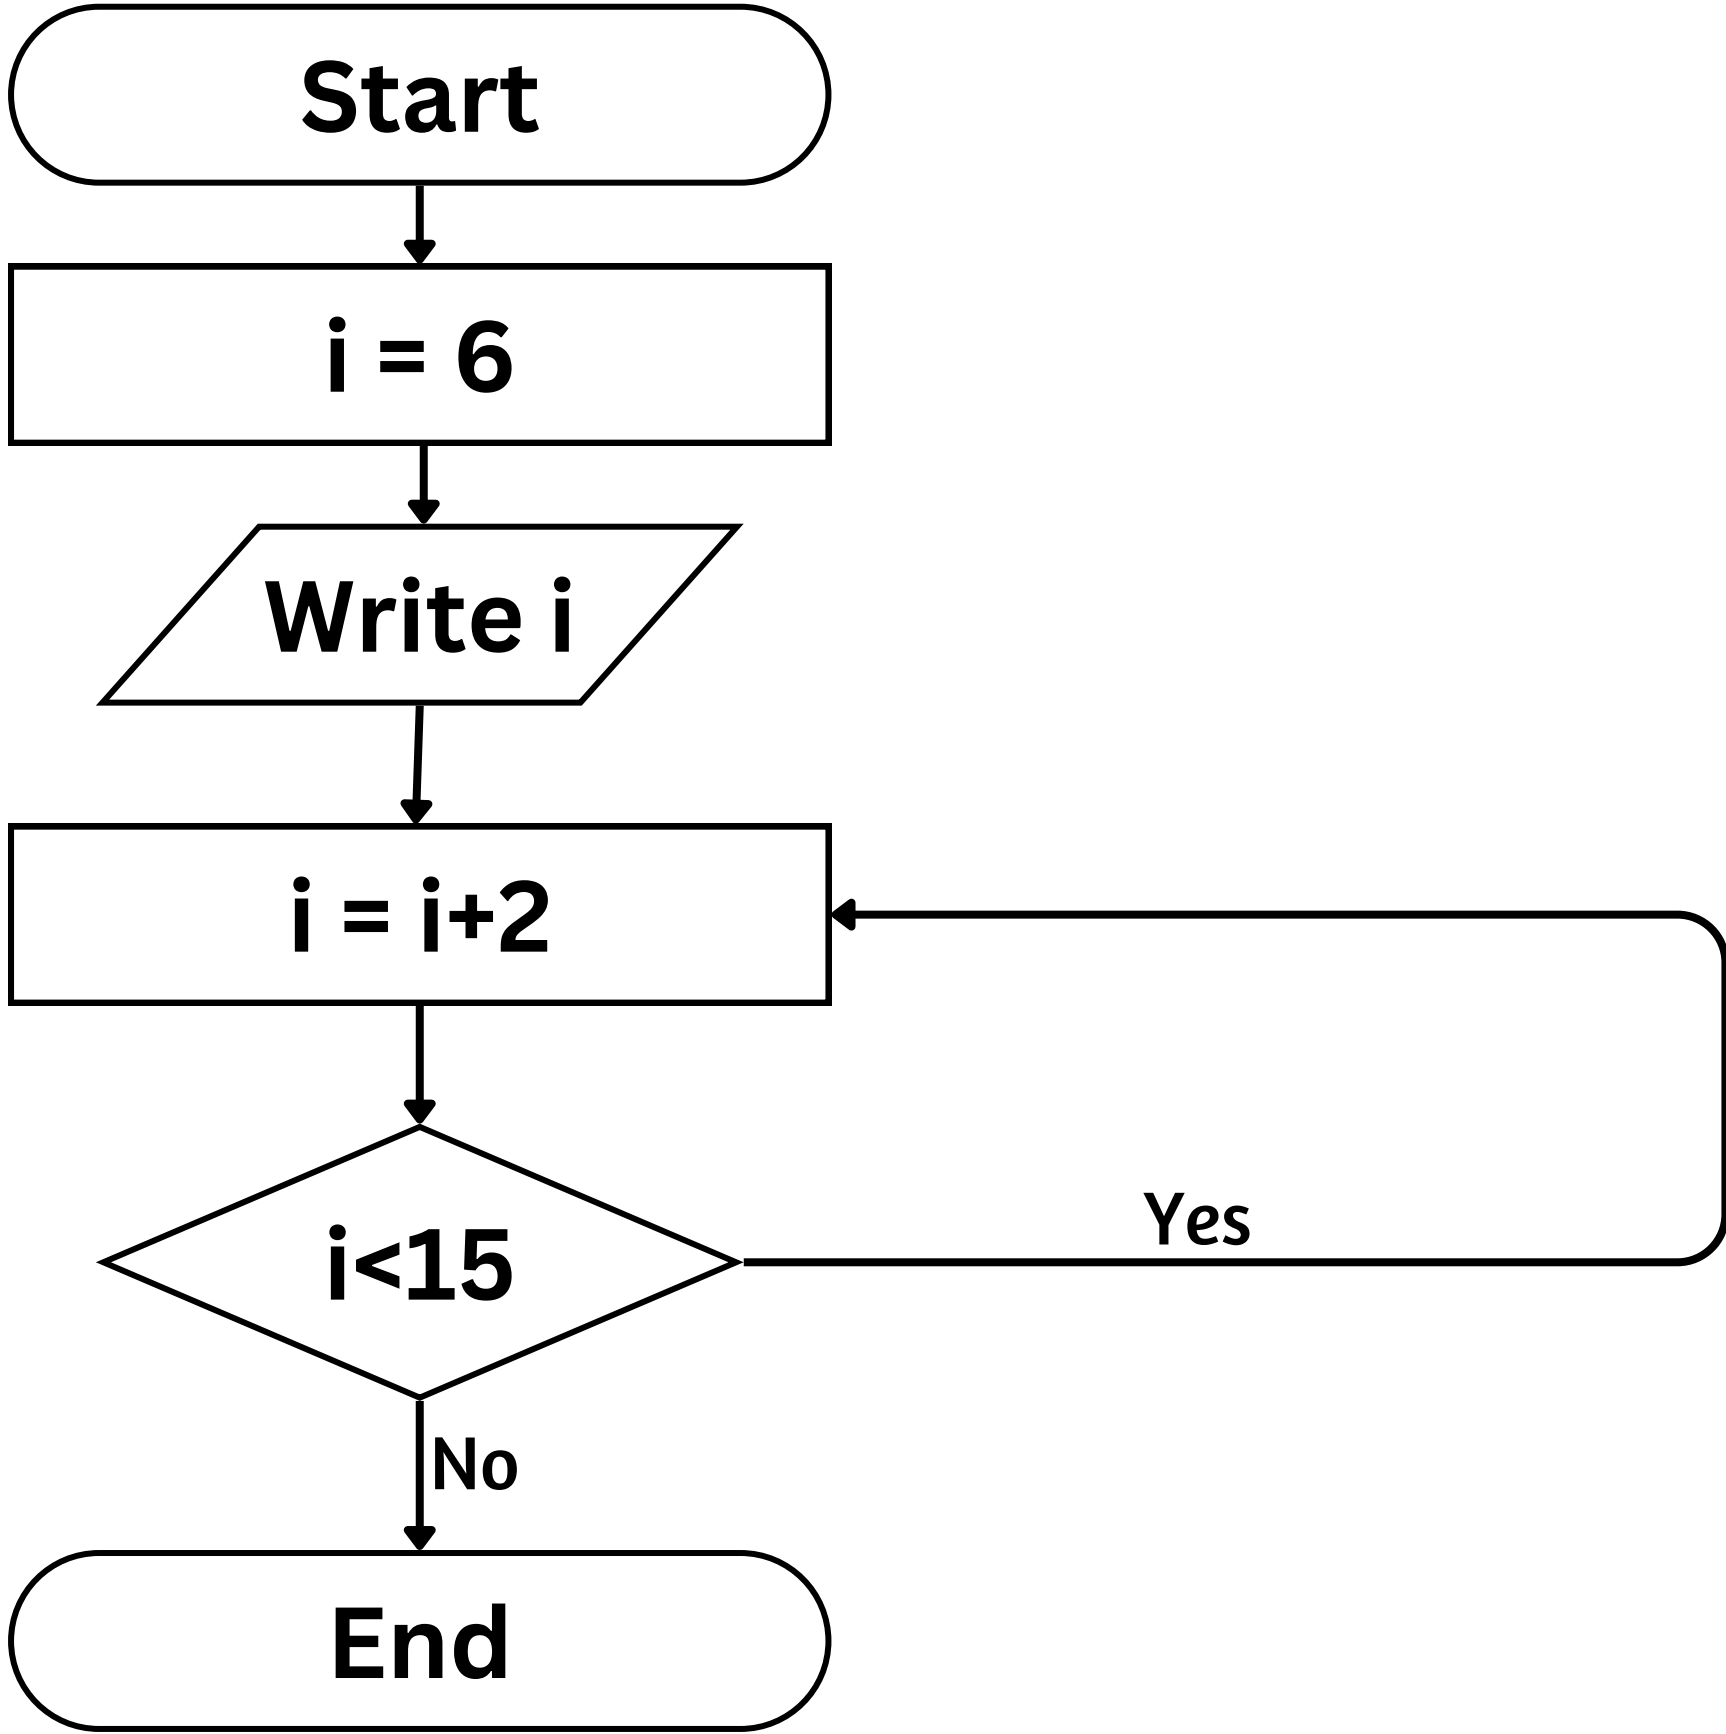 Start
i = 6
Write i
i = i+2
i<15
Yes
No
End